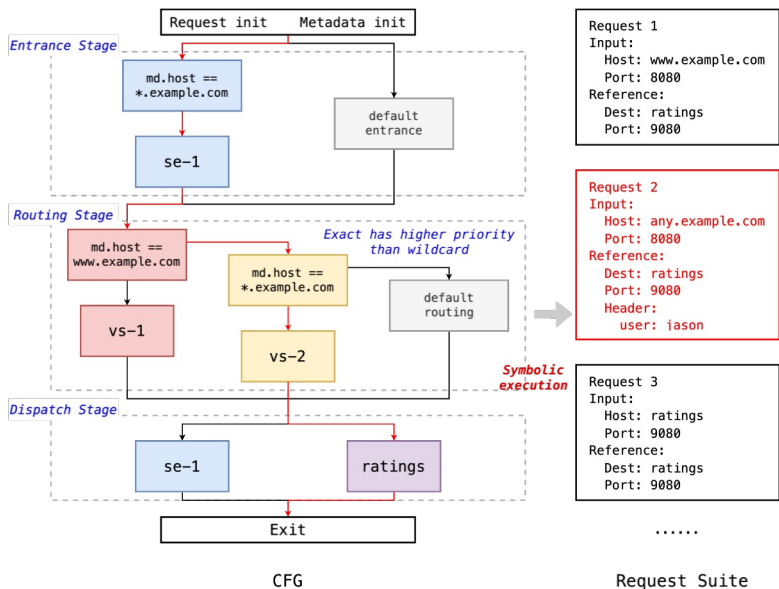 Request init Metadata init
Entrance Stage
md.host ==
*.example.com
default
entrance
se-1
Routing Stage
md.host ==
www.example.com
Exact has higher priority
than wildcard
md.host ==
*.example.com
default
routing
vs-1
vs-2
Symbolic
execution
Dispatch Stage
se-1
ratings
Exit
CFG
Request 1
Input:
Host: www.example.com
Port: 8080
Reference:
Dest: ratings
Port: 9080
Request 2
Input:
Host: any.example.com
Port: 8080
Reference:
Dest: ratings
Port: 9080
Header:
user: jason
Request 3
Input:
Host: ratings
Port: 9080
Reference:
Dest: ratings
Port: 9080
......
Request Suite